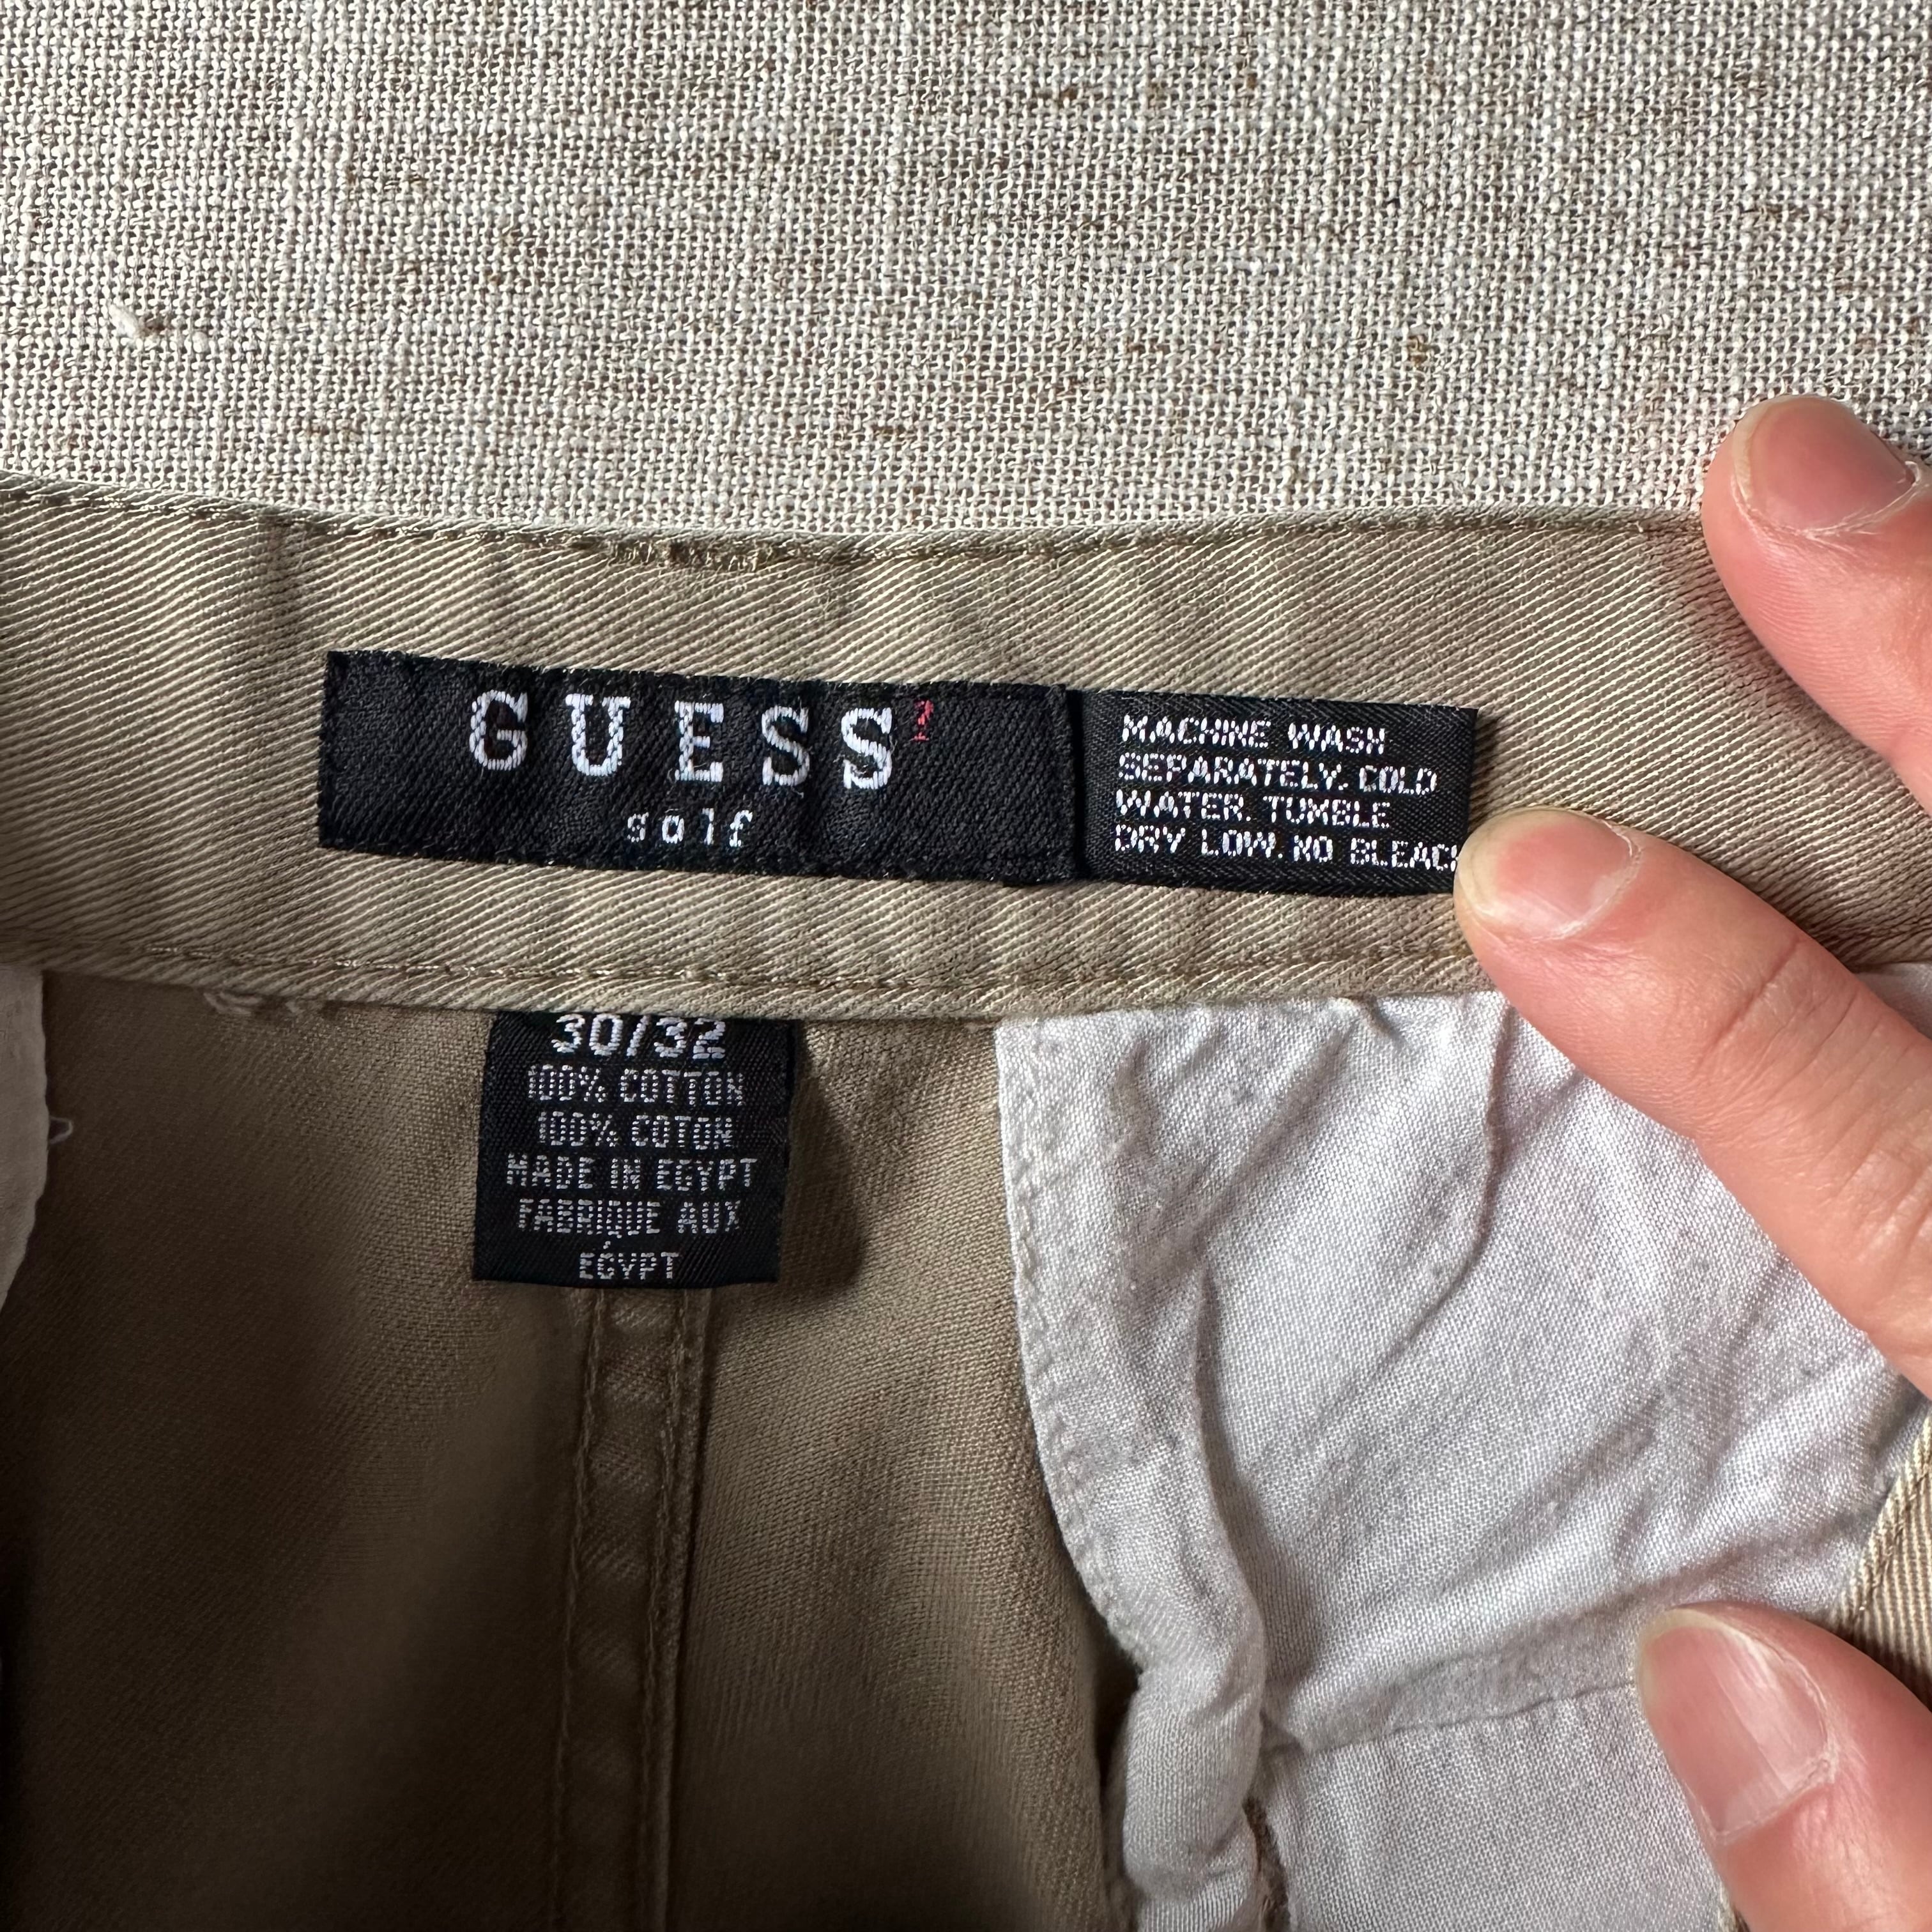 GUESS?
golf
MACHINE WASH
SEPARATELY. COLD
WATER. TUMBLE
DRY LOW. NO BLEACH
30/32
100% COTTON
100% COTON
MADE IN EGYPT
FABRIQUE AUX
EGÝPT